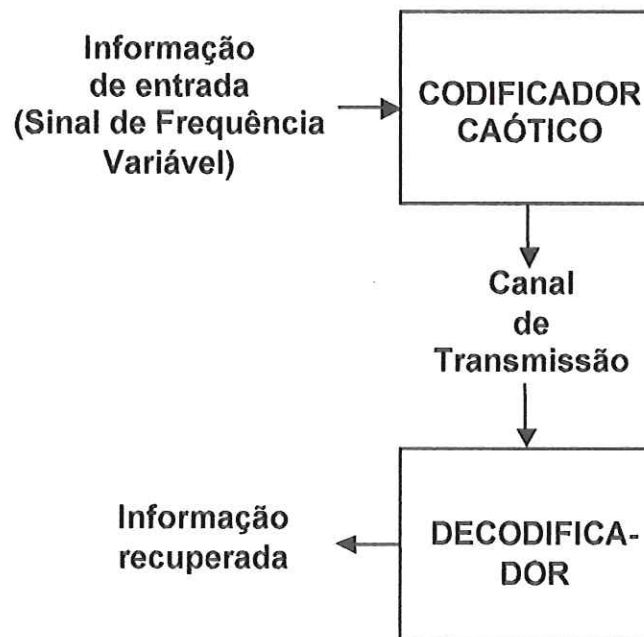 Informação
de entrada
(Sinal de Frequência
Variável)
CODIFICADOR
CAÓTICO
Canal
de
Transmissão
DECODIFICA-
DOR
Informação
recuperada